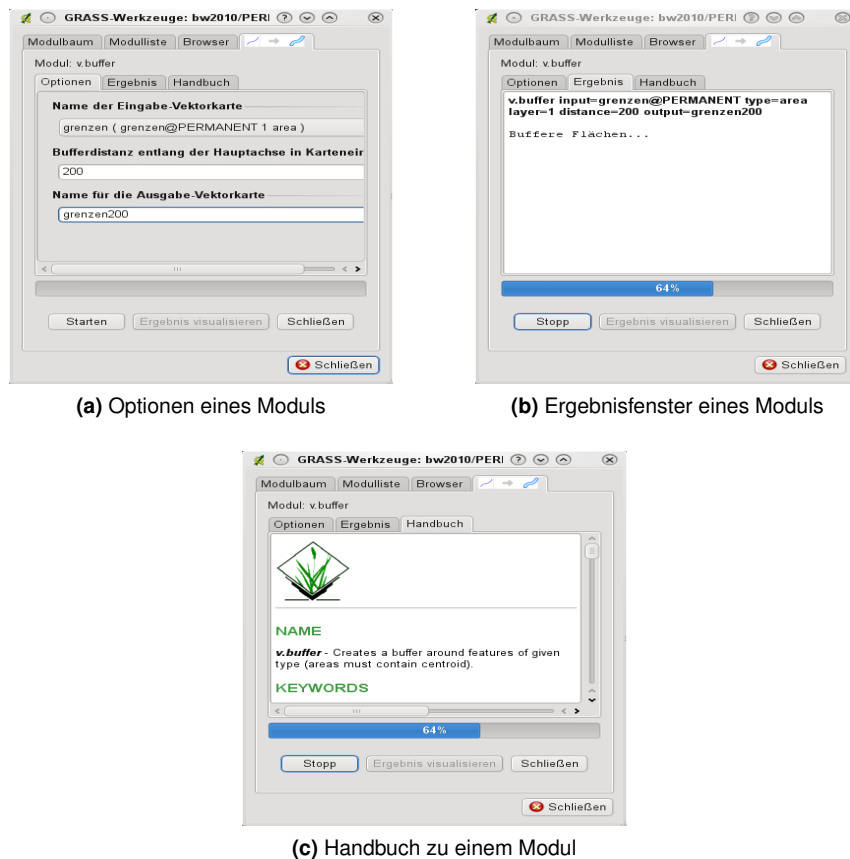 GRASS-Werkzeuge: bw2010/PERI
Modulbaum Modulliste Browser
Modul: v.buffer
Optionen Ergebnis Handbuch
Name der Eingabe-Vektorkarte
grenzen ( grenzen@PERMANENT 1 area )
Bufferdistanz entlang der Hauptachse in Karteneir
200
Name für die Ausgabe-Vektorkarte
grenzen200
Starten Ergebnis visualisieren Schließen
Schließen
(a) Optionen eines Moduls
GRASS-Werkzeuge: bw2010/PERI
Modulbaum Modulliste Browser
Modul: v.buffer
Optionen Ergebnis Handbuch
v.buffer input=grenzen@PERMANENT type=area
layer=1 distance=200 output=grenzen200
Buffere Flächen...
64%
Stopp Ergebnis visualisieren Schließen
Schließen
(b) Ergebnisfenster eines Moduls
GRASS-Werkzeuge: bw2010/PERI
Modulbaum Modulliste Browser
Modul: v.buffer
Optionen Ergebnis Handbuch
NAME
v.buffer - Creates a buffer around features of given
type (areas must contain centroid).
KEYWORDS
64%
Stopp Ergebnis visualisieren Schließen
Schließen
(c) Handbuch zu einem Modul